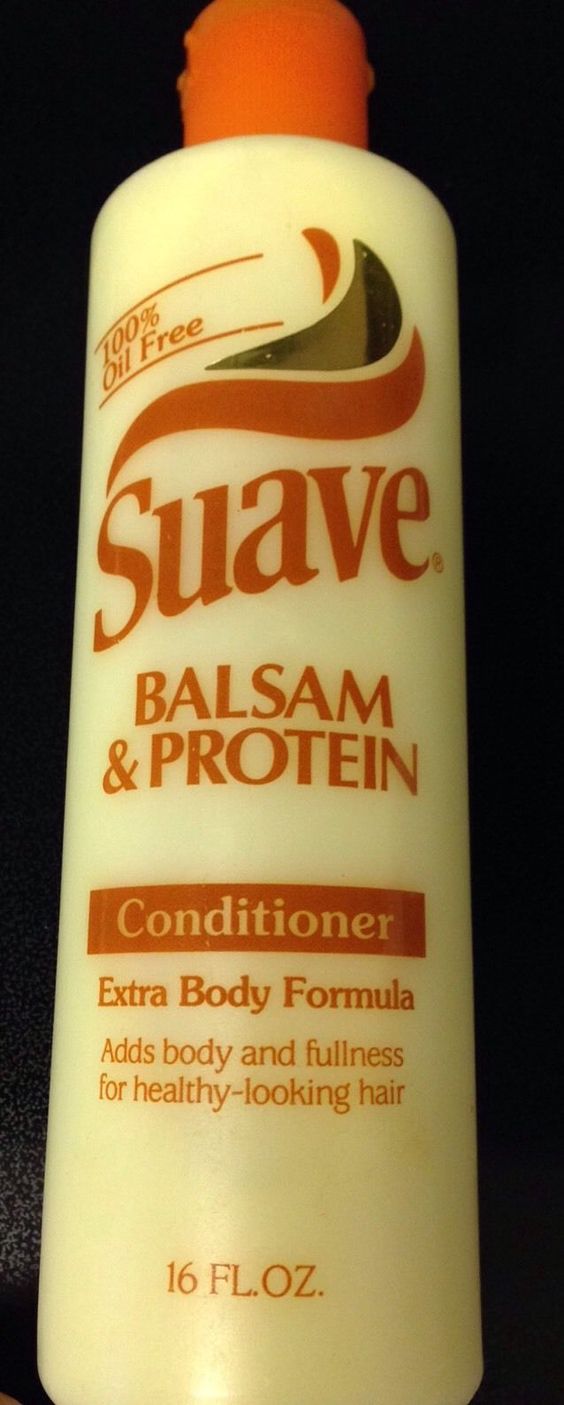 100%
Oil Free
Suave®
BALSAM
& PROTEIN
Conditioner
Extra Body Formula
Adds body and fullness
for healthy-looking hair
16 FL.OZ.